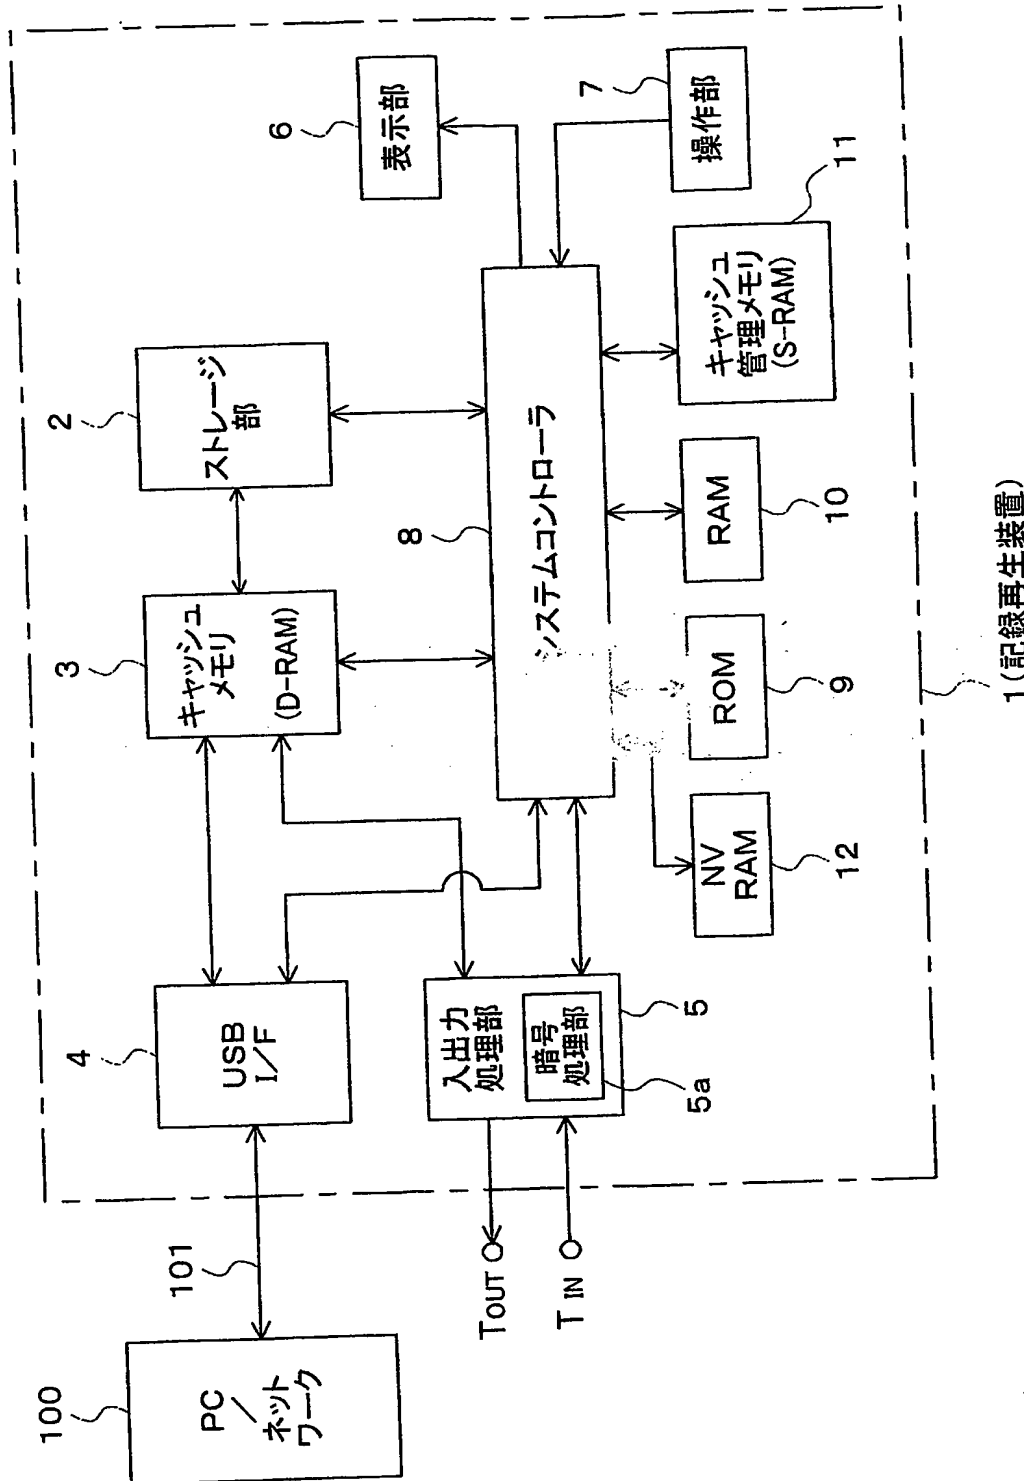 100
PC
/
ネット
ワーク
101
4
USB
I/F
3
キャッシュ
メモリ
(D-RAM)
2
ストレージ
部
6
表示部
TOUT
T IN
入出力
処理部
5
暗号
処理部
5a
8
システムコントローラ
7
操作部
12
NV
RAM
9
ROM
10
RAM
11
キャッシュ
管理メモリ
(S-RAM)
1(記録再生装置)